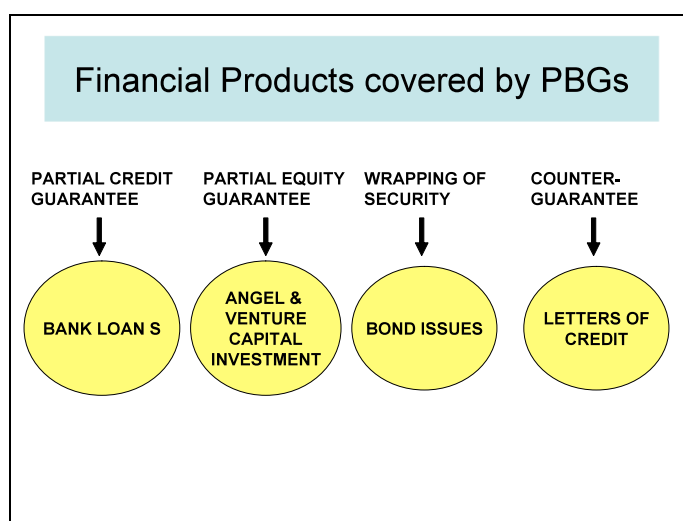 Financial Products covered by PBGs
PARTIAL CREDIT
GUARANTEE
PARTIAL EQUITY
GUARANTEE
WRAPPING OF
SECURITY
COUNTER-
GUARANTEE
BANK LOAN S
ANGEL &
VENTURE
CAPITAL
INVESTMENT
BOND ISSUES
LETTERS OF
CREDIT